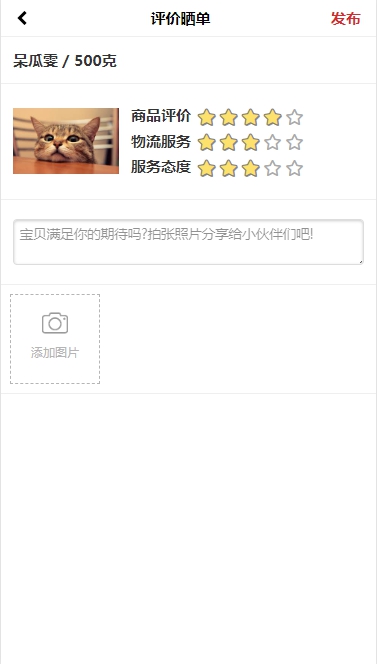 评价晒单
发布
呆瓜雯 / 500克
商品评价
物流服务
服务态度
宝贝满足你的期待吗?拍张照片分享给小伙伴们吧!
添加图片